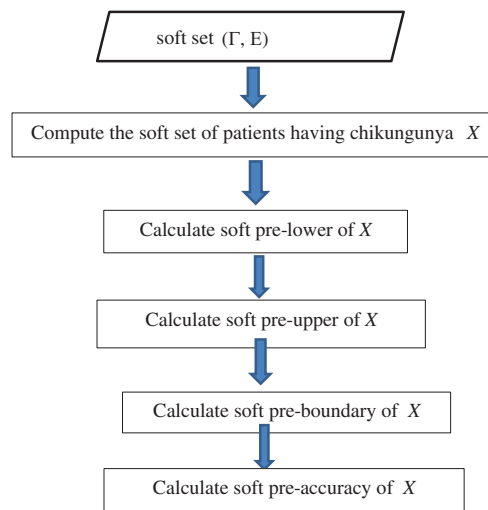 soft set (Γ, E)
Compute the soft set of patients having chikungunya X
Calculate soft pre-lower of X
Calculate soft pre-upper of X
Calculate soft pre-boundary of X
Calculate soft pre-accuracy of X